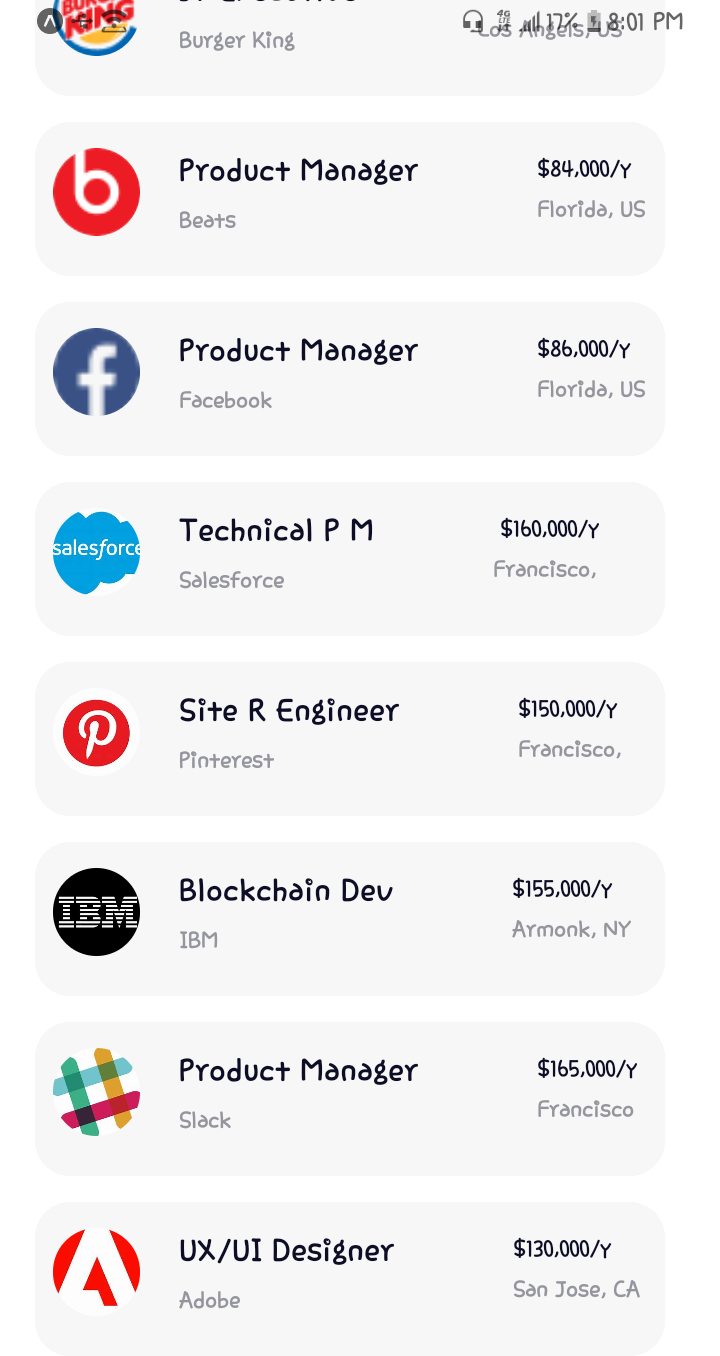 BURGER KING
Burger King
Los Angels, US
4G
17%
8:01 PM
Product Manager
$84,000/Y
Beats
Florida, US
Product Manager
$86,000/Y
Facebook
Florida, US
salesforce
Technical P M
$160,000/Y
Salesforce
Francisco,
Site R Engineer
$150,000/Y
Pinterest
Francisco,
IBM
Blockchain Dev
$155,000/Y
IBM
Armonk, NY
Product Manager
$165,000/Y
Slack
Francisco
UX/UI Designer
$130,000/Y
Adobe
San Jose, CA